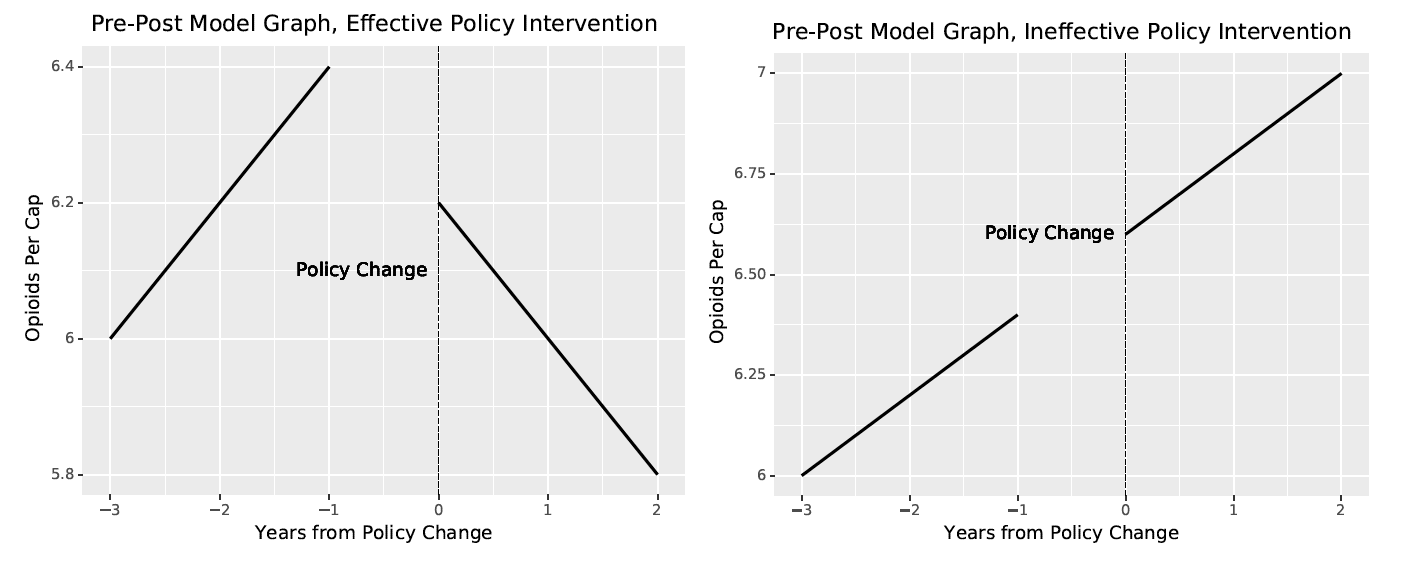 Pre-Post Model Graph, Effective Policy Intervention
6.4
6.2
6
5.8
Opioids Per Cap
Policy Change
−3 −2 −1 0 1 2
Years from Policy Change
Pre-Post Model Graph, Ineffective Policy Intervention
7
6.75
6.50
6.25
6
Opioids Per Cap
Policy Change
−3 −2 −1 0 1 2
Years from Policy Change